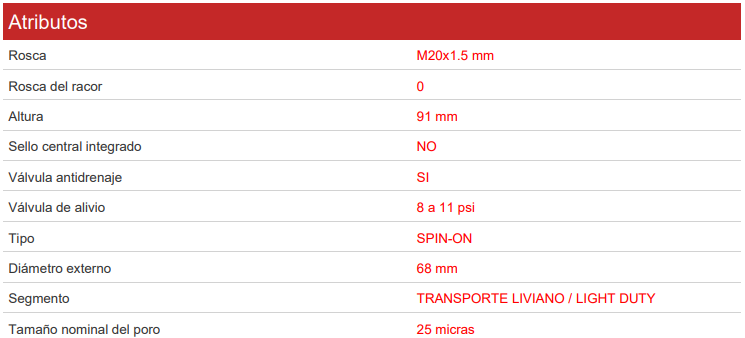 Atributos
Rosca M20x1.5 mm
Rosca del racor 0
Altura 91 mm
Sello central integrado NO
Válvula antidrenaje SI
Válvula de alivio 8 a 11 psi
Tipo SPIN-ON
Diámetro externo 68 mm
Segmento TRANSPORTE LIVIANO / LIGHT DUTY
Tamaño nominal del poro 25 micras